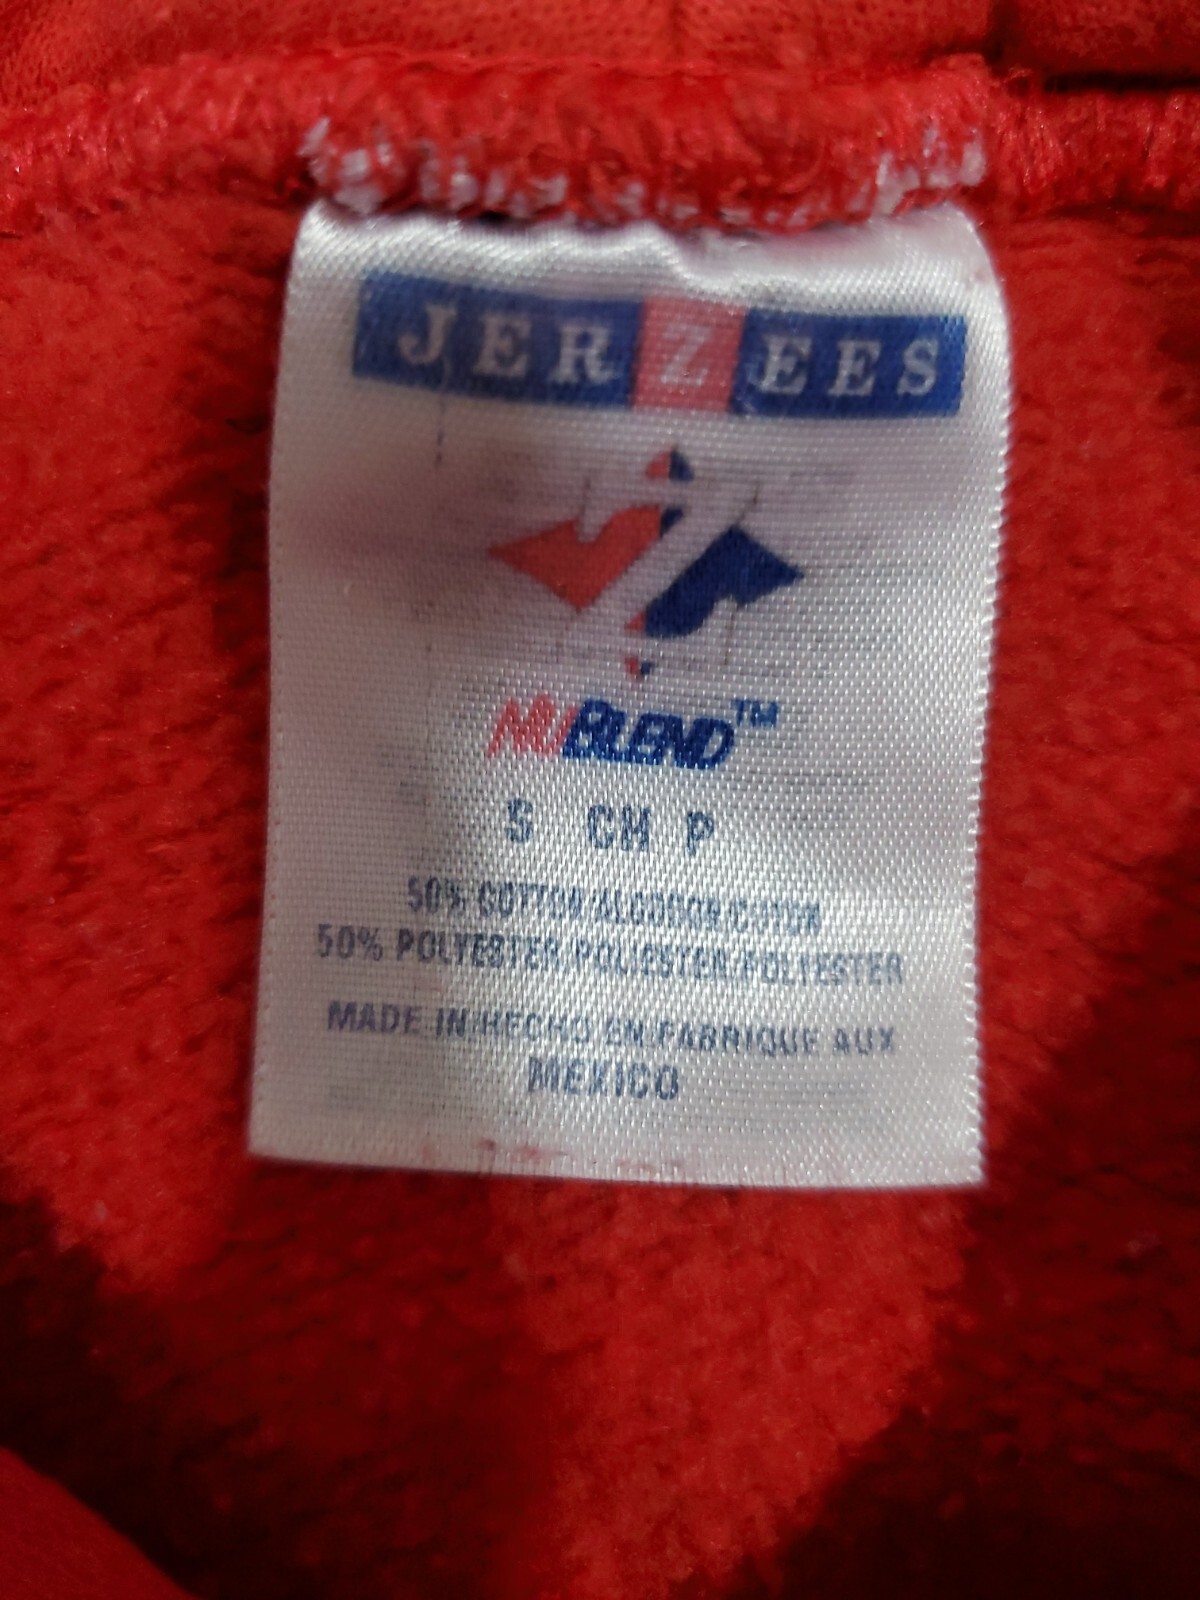 JERZEES
NUBLEND™
S CH P
50% COTTON/ALGODON/COTON
50% POLYESTER/POLIESTER/POLYESTER
MADE IN/HECHO EN/FABRIQUE AUX
MEXICO